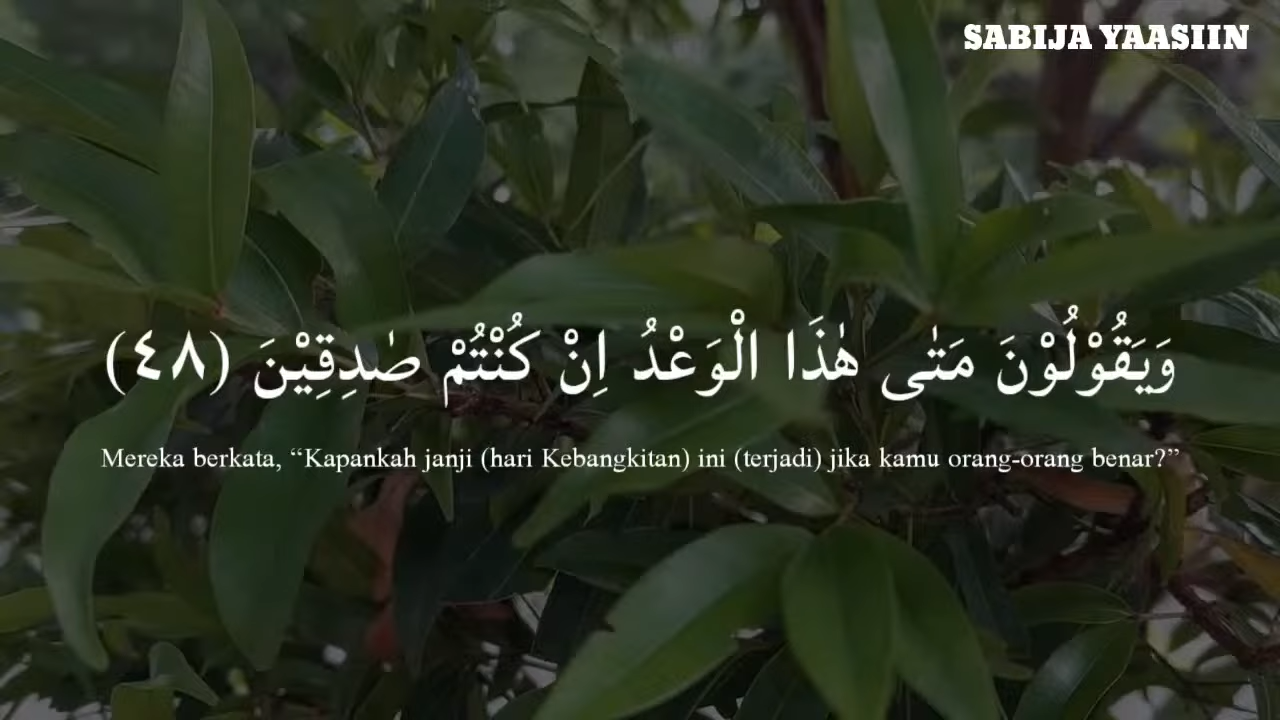 SABIJA YAASIIN
وَيَقُوْلُوْنَ مَتٰى هٰذَا الْوَعْدُ اِنْ كُنْتُمْ صٰدِقِيْنَ (٤٨)
Mereka berkata, “Kapankah janji (hari Kebangkitan) ini (terjadi) jika kamu orang-orang benar?”